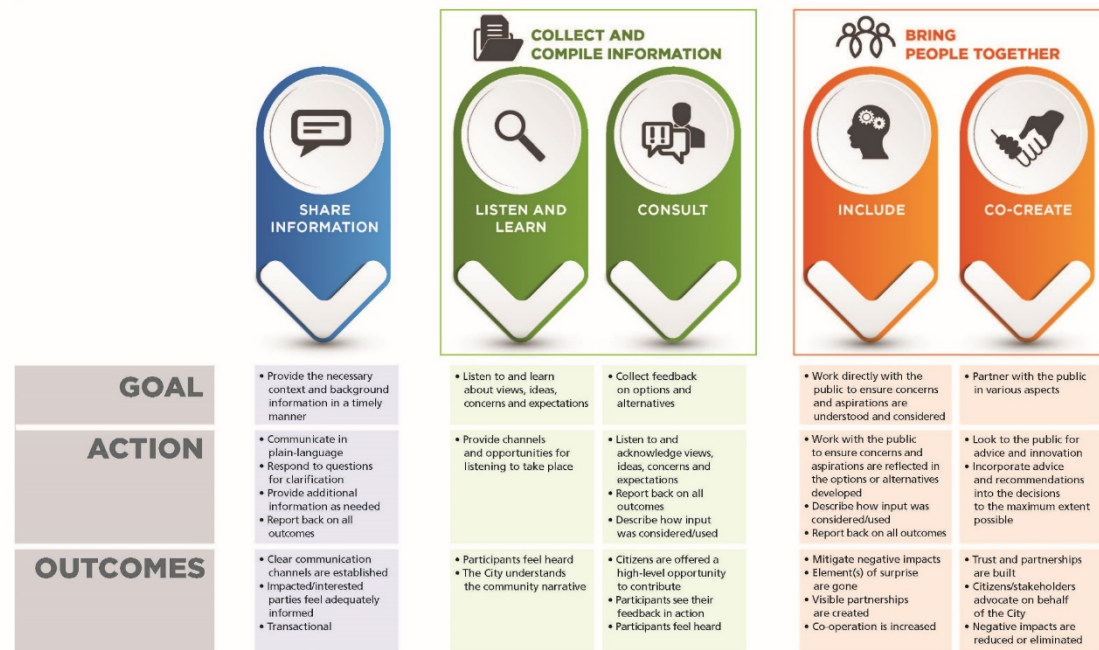 COLLECT AND
COMPILE INFORMATION
BRING
PEOPLE TOGETHER
SHARE
INFORMATION
LISTEN AND
LEARN
CONSULT
INCLUDE
CO-CREATE
GOAL
• Provide the necessary
context and background
information in a timely
manner
• Listen to and learn
about views, ideas,
concerns and expectations
• Collect feedback
on options and
alternatives
• Work directly with the
public to ensure concerns
and aspirations are
understood and considered
• Partner with the public
in various aspects
ACTION
• Communicate in
plain-language
• Respond to questions
for clarification
• Provide additional
information as needed
• Report back on all
outcomes
• Provide channels
and opportunities for
listening to take place
• Listen to and
acknowledge views,
ideas, concerns and
expectations
• Report back on all
outcomes
• Describe how input
was considered/used
• Work with the public
to ensure concerns and
aspirations are reflected in
the options or alternatives
developed
• Describe how input was
considered/used
• Report back on all outcomes
• Look to the public for
advice and innovation
• Incorporate advice
and recommendations
into the decisions
to the maximum extent
possible
OUTCOMES
• Clear communication
channels are established
• Impacted/interested
parties feel adequately
informed
• Transactional
• Participants feel heard
• The City understands
the community narrative
• Citizens are offered a
high-level opportunity
to contribute
• Participants see their
feedback in action
• Participants feel heard
• Mitigate negative impacts
• Element(s) of surprise
are gone
• Visible partnerships
are created
• Co-operation is increased
• Trust and partnerships
are built
• Citizens/stakeholders
advocate on behalf
of the City
• Negative impacts are
reduced or eliminated